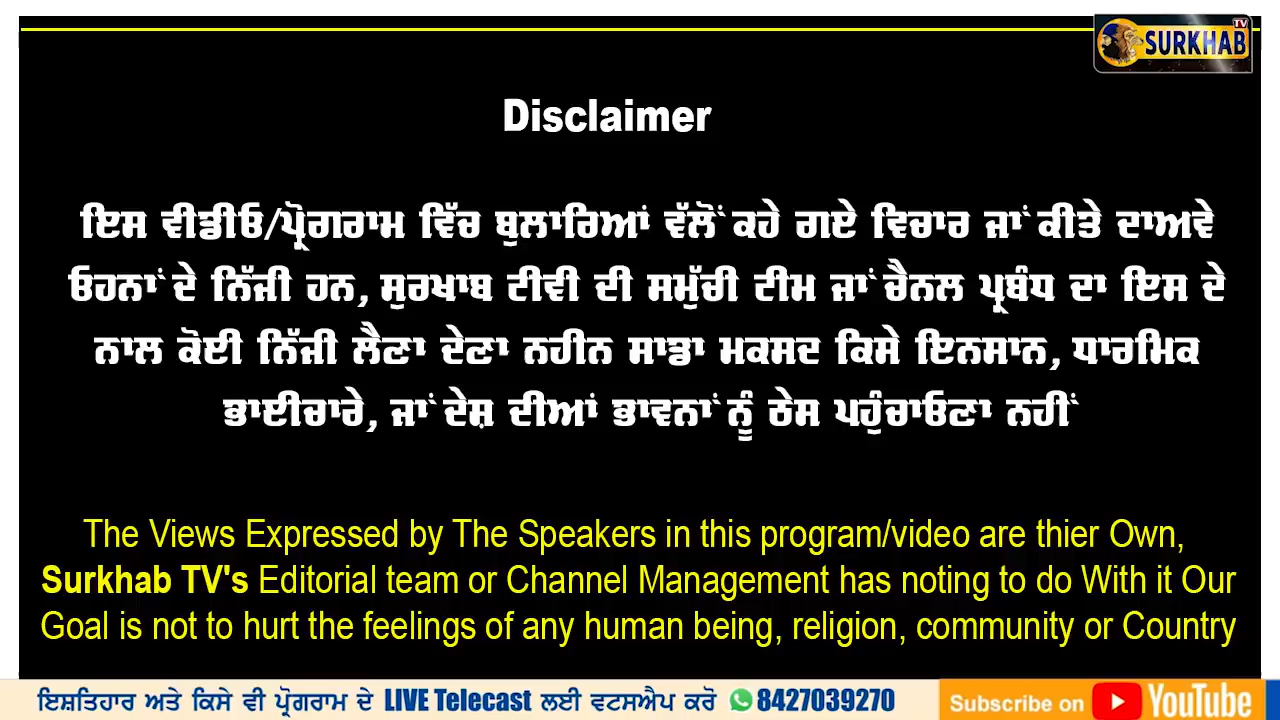 SURKHAB TV
Disclaimer
ਇਸ ਵੀਡੀਓ/ਪ੍ਰੋਗਰਾਮ ਵਿੱਚ ਬੁਲਾਰਿਆਂ ਵੱਲੋਂ ਕਹੇ ਗਏ ਵਿਚਾਰ ਜਾਂ ਕੀਤੇ ਦਾਅਵੇ
ਓਹਨਾਂ ਦੇ ਨਿੱਜੀ ਹਨ, ਸੁਰਖਾਬ ਟੀਵੀ ਦੀ ਸਮੁੱਚੀ ਟੀਮ ਜਾਂ ਚੈਨਲ ਪ੍ਰਬੰਧ ਦਾ ਇਸ ਦੇ
ਨਾਲ ਕੋਈ ਨਿੱਜੀ ਲੈਣਾ ਦੇਣਾ ਨਹੀਨ ਸਾਡਾ ਮਕਸਦ ਕਿਸੇ ਇਨਸਾਨ, ਧਾਰਮਿਕ
ਭਾਈਚਾਰੇ, ਜਾਂ ਦੇਸ਼ ਦੀਆਂ ਭਾਵਨਾਂ ਨੂੰ ਠੇਸ ਪਹੁੰਚਾਓਣਾ ਨਹੀਂ
The Views Expressed by The Speakers in this program/video are thier Own,
Surkhab TV's Editorial team or Channel Management has noting to do With it Our
Goal is not to hurt the feelings of any human being, religion, community or Country
ਇਸ਼ਤਿਹਾਰ ਅਤੇ ਕਿਸੇ ਵੀ ਪ੍ਰੋਗਰਾਮ ਦੇ LIVE Telecast ਲਈ ਵਟਸਐਪ ਕਰੋ 8427039270
Subscribe on YouTube